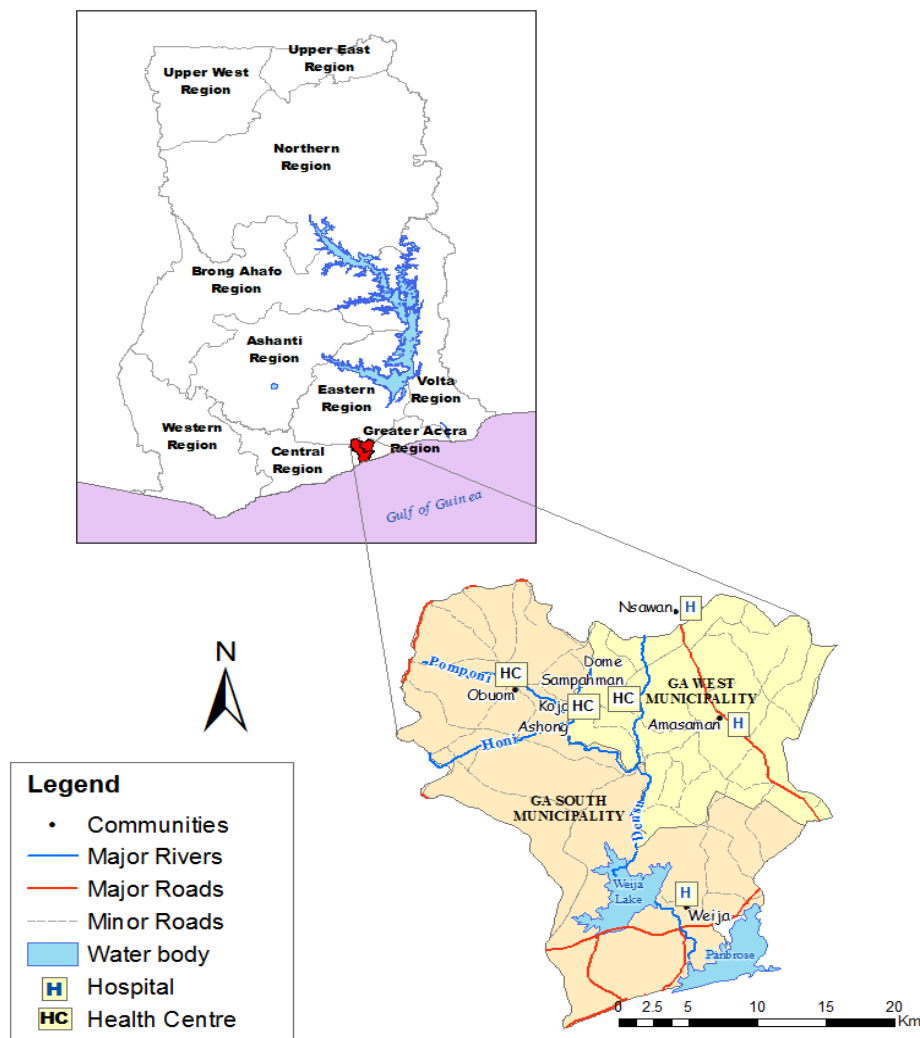 Upper East
Region
Upper West
Region
Northern
Region
Brong Ahafo
Region
Ashanti
Region
Volta
Region
Eastern
Region
Western
Region
Greater Accra
Region
Central
Region
Gulf of Guinea
N
Nsawan
H
Dome
Sampahman
Pomponi
HC
Obuom
HC
HC
Kojo
Ashong
GA WEST
MUNICIPALITY
Amasaman
H
Honi
GA SOUTH
MUNICIPALITY
Densu
Weija
Lake
H
Weija
Panbrose
Legend
Communities
Major Rivers
Major Roads
Minor Roads
Water body
H Hospital
HC Health Centre
0 2.5 5 10 15 20
Km